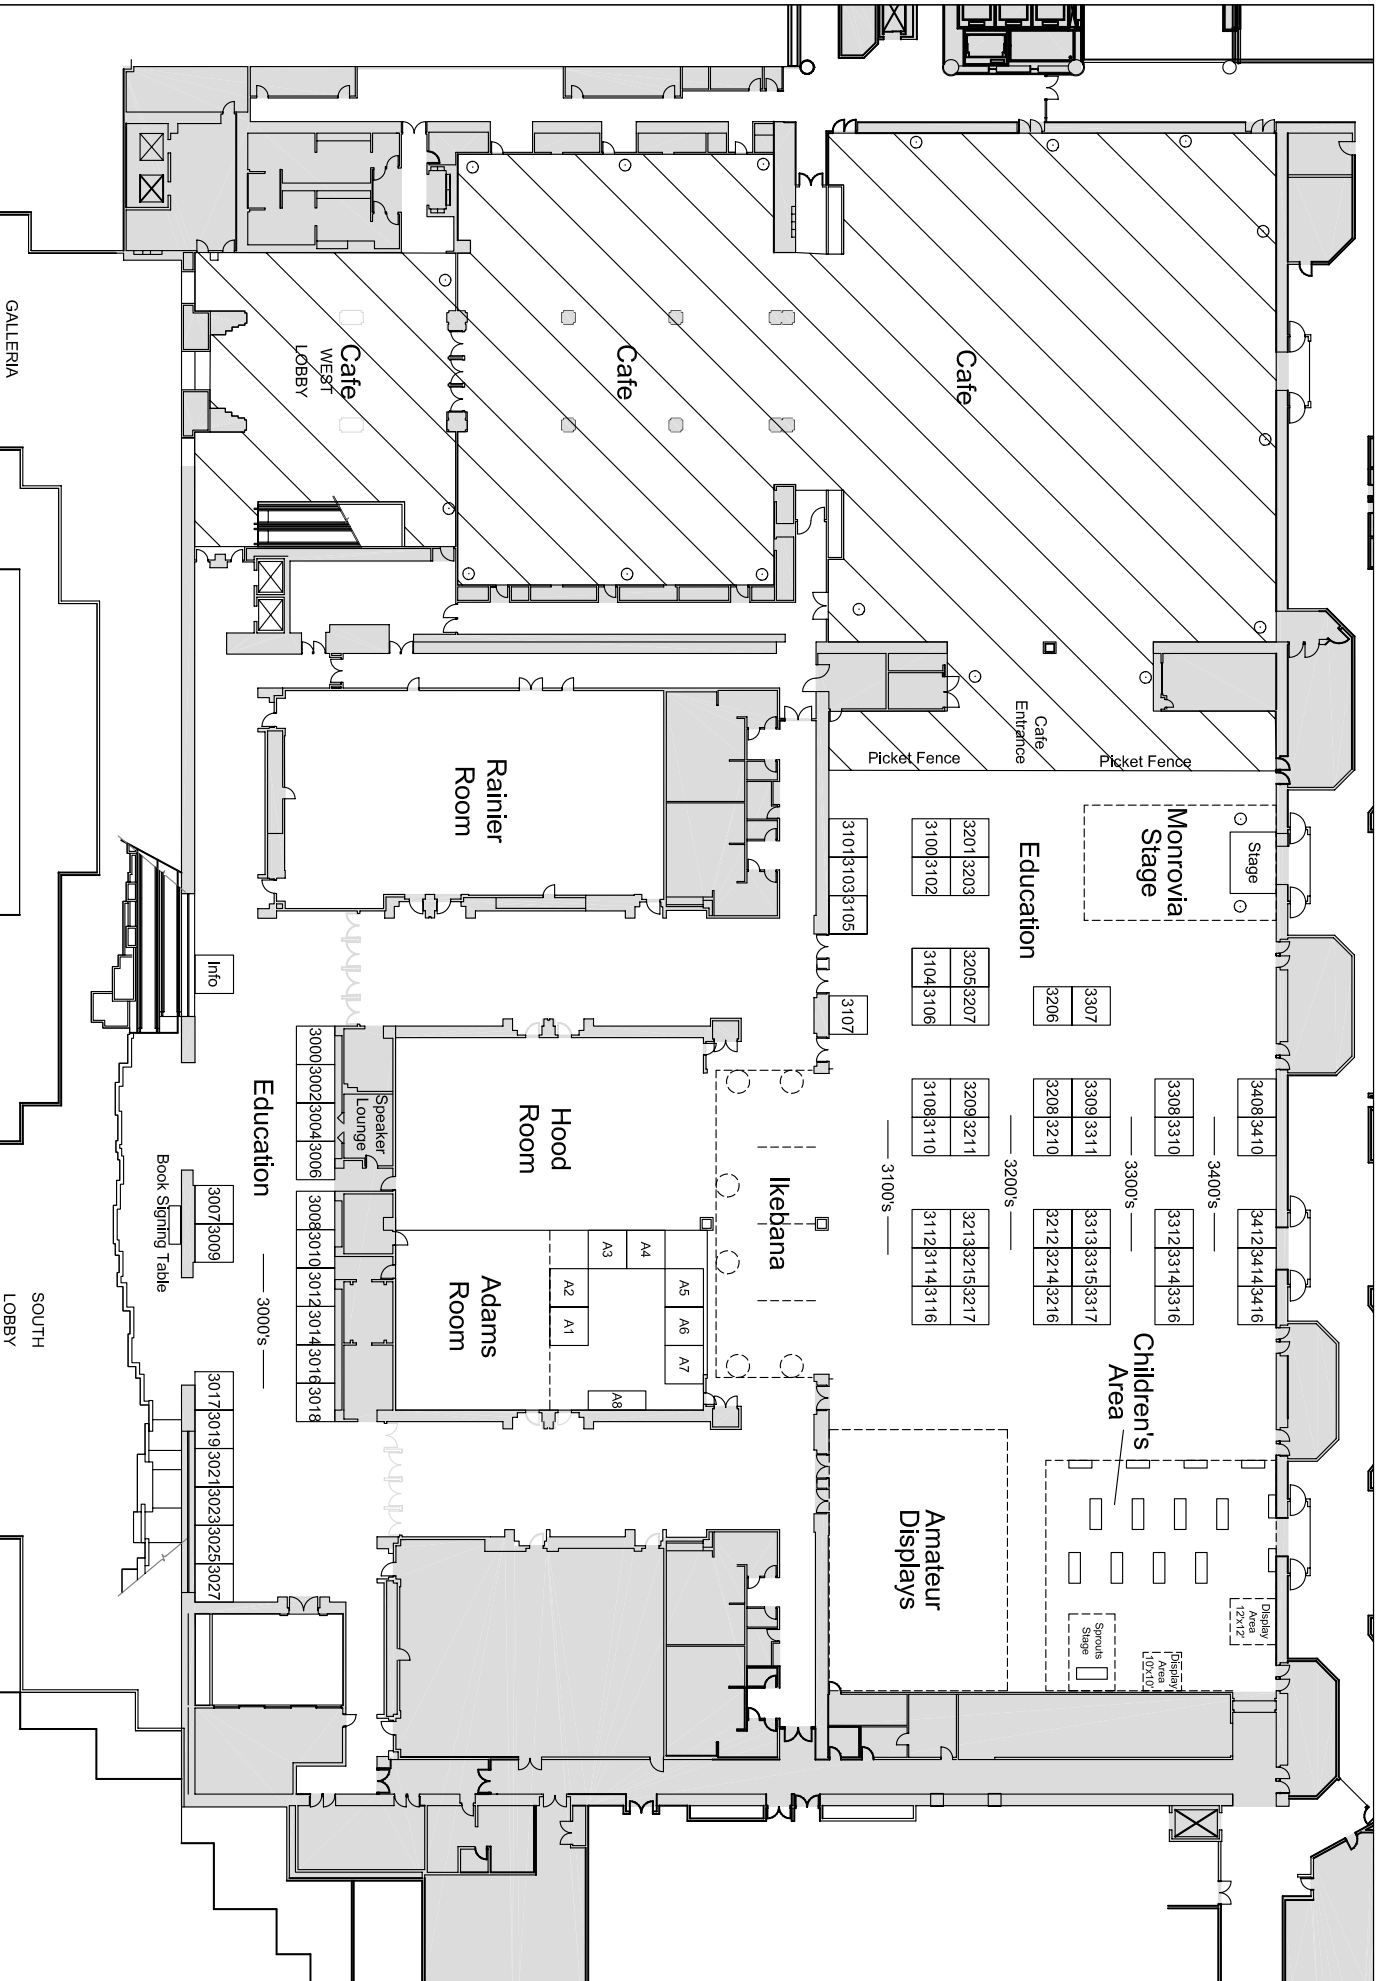 Stage
3408 3410
3412 3414 3416
Display
Area
12'x12'
— 3400's —
Monrovia
Stage
3308 3310
3312 3314 3316
Display
Area
10'x10'
Picket Fence
— 3300's —
Children's
Area
Sprouts
Stage
3307
3309 3311
3313 3315 3317
3206
3208 3210
3212 3214 3216
Cafe
Entrance
Education
— 3200's —
Cafe
3201 3203
3205 3207
3209 3211
3213 3215 3217
3100 3102
3104 3106
3108 3110
3112 3114 3116
Picket Fence
— 3100's —
Amateur
Displays
3101 3103 3105
3107
Ikebana
Cafe
A5 A6 A7
A4
A3
A8
A2 A1
Rainier
Room
Hood
Room
Adams
Room
Cafe
WEST
LOBBY
Speaker
Lounge
3000 3002 3004 3006
3008 3010 3012 3014 3016 3018
Education
— 3000's —
Info
3007 3009
3017 3019 3021 3023 3025 3027
Book Signing Table
GALLERIA
SOUTH
LOBBY